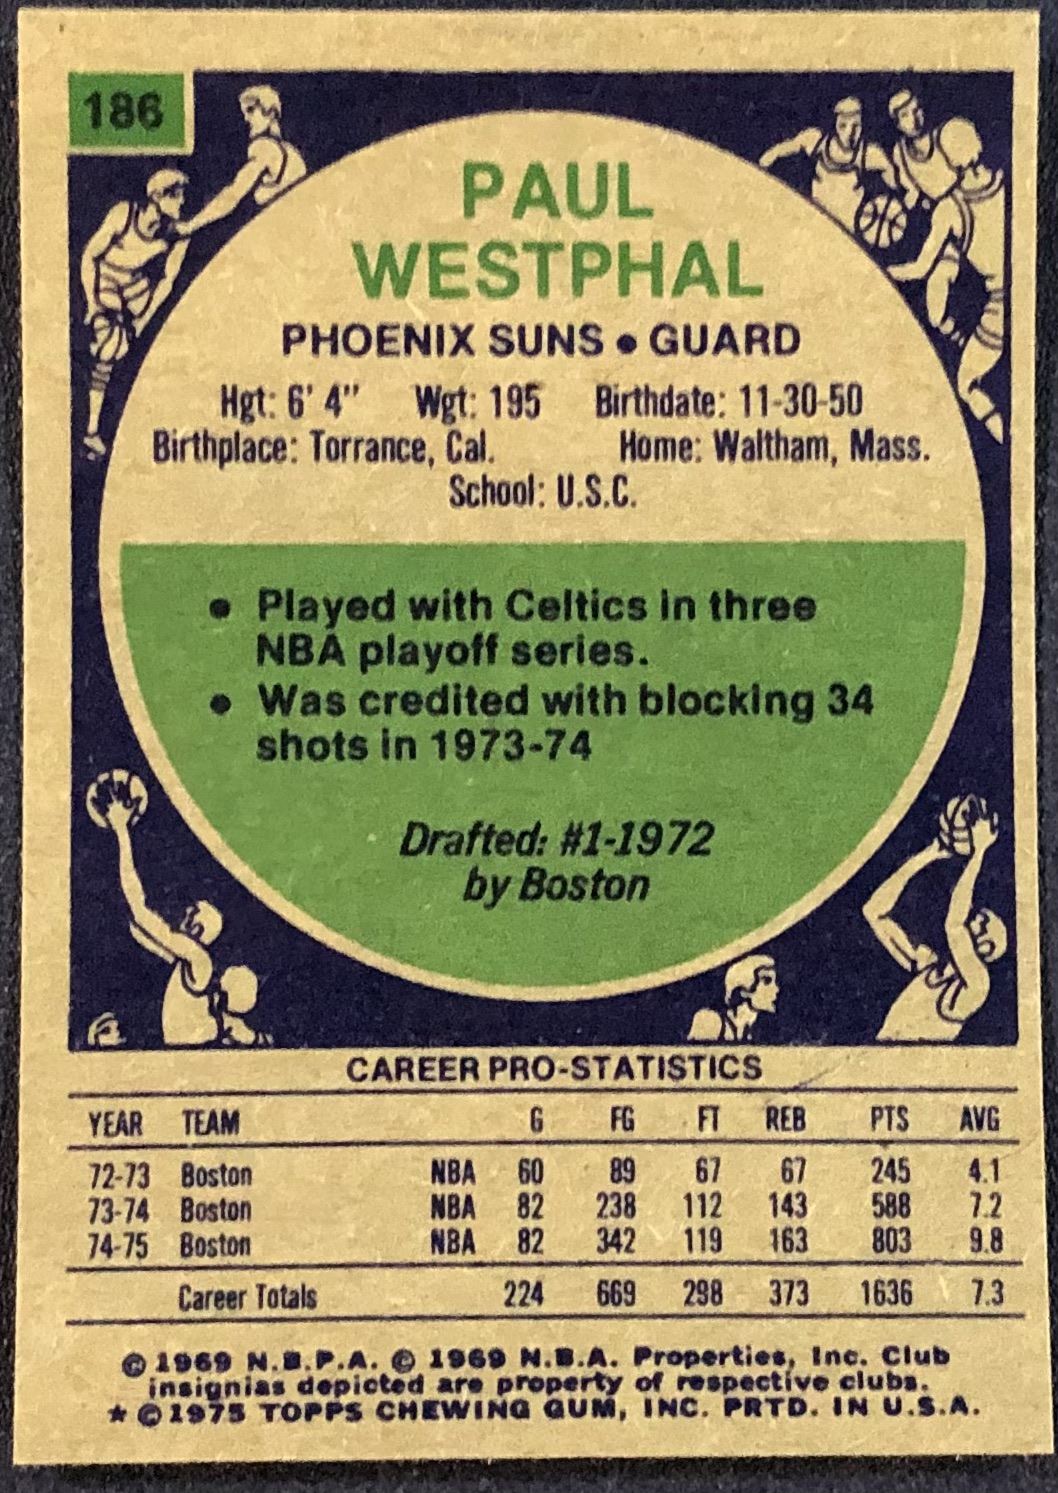 186
PAUL
WESTPHAL
PHOENIX SUNS • GUARD
Hgt: 6' 4" Wgt: 195 Birthdate: 11-30-50
Birthplace: Torrance, Cal. Home: Waltham, Mass.
School: U.S.C.
• Played with Celtics in three
NBA playoff series.
• Was credited with blocking 34
shots in 1973-74
Drafted: #1-1972
by Boston
CAREER PRO-STATISTICS
YEAR TEAM G FG FT REB PTS AVG
72-73 Boston NBA 60 89 67 67 245 4.1
73-74 Boston NBA 82 238 112 143 588 7.2
74-75 Boston NBA 82 342 119 163 803 9.8
Career Totals 224 669 298 373 1636 7.3
© 1969 N.B.P.A. © 1969 N.B.A. Properties, Inc. Club
insignias depicted are property of respective clubs.
★ © 1975 TOPPS CHEWING GUM, INC. PRTD. IN U.S.A.